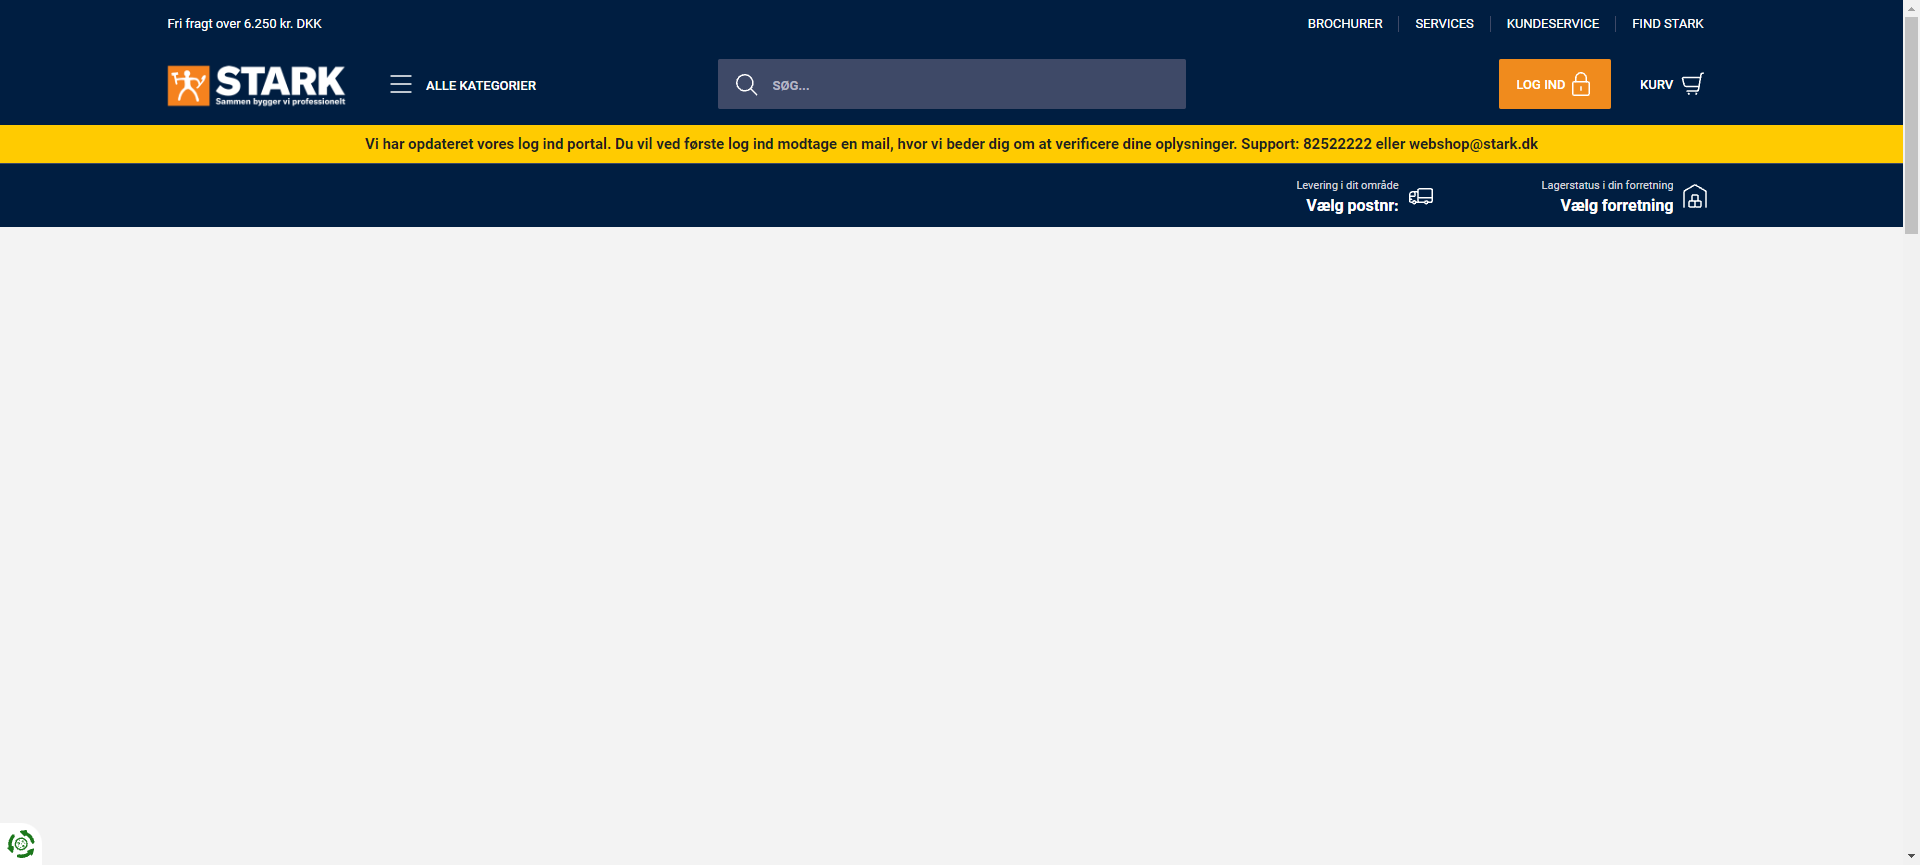 Fri fragt over 6.250 kr. DKK
BROCHURER
SERVICES
KUNDESERVICE
FIND STARK
STARK
Sammen bygger vi professionelt
ALLE KATEGORIER
SØG...
LOG IND
KURV
Vi har opdateret vores log ind portal. Du vil ved første log ind modtage en mail, hvor vi beder dig om at verificere dine oplysninger. Support: 82522222 eller webshop@stark.dk
Levering i dit område
Vælg postnr:
Lagerstatus i din forretning
Vælg forretning